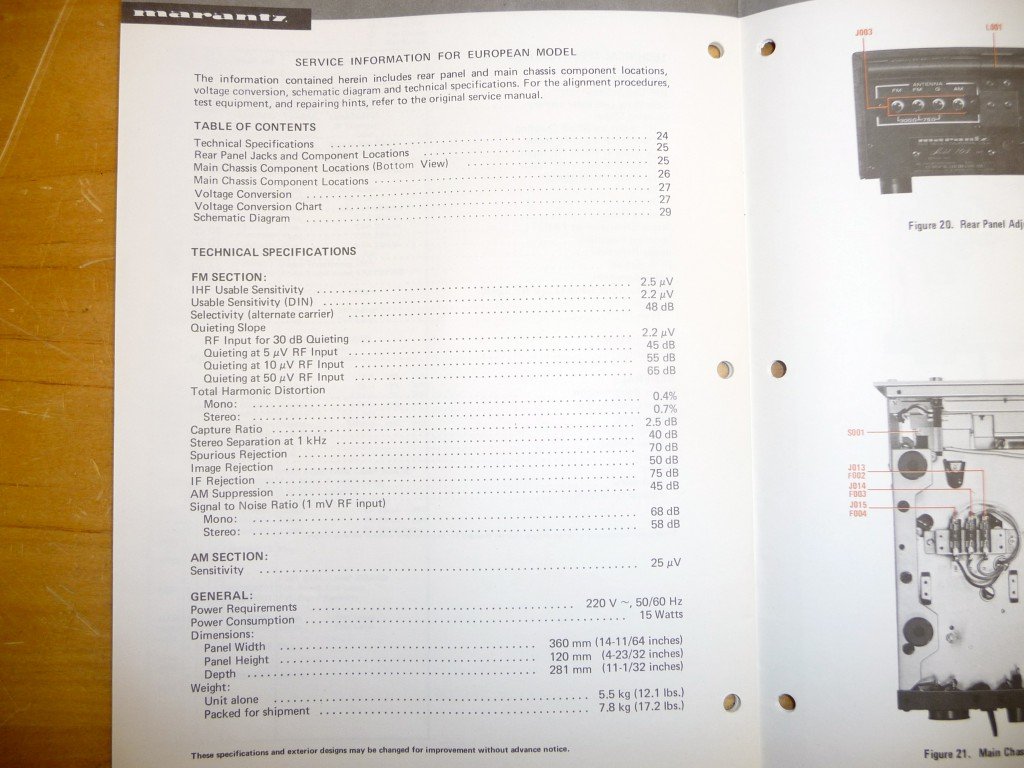 marantz
SERVICE INFORMATION FOR EUROPEAN MODEL
The information contained herein includes rear panel and main chassis component locations,
voltage conversion, schematic diagram and technical specifications. For the alignment procedures,
test equipment, and repairing hints, refer to the original service manual.
TABLE OF CONTENTS
Technical Specifications 24
Rear Panel Jacks and Component Locations 25
Main Chassis Component Locations (Bottom View) 25
Main Chassis Component Locations 26
Voltage Conversion 27
Voltage Conversion Chart 27
Schematic Diagram 29
TECHNICAL SPECIFICATIONS
FM SECTION:
IHF Usable Sensitivity 2.5 µV
Usable Sensitivity (DIN) 2.2 µV
Selectivity (alternate carrier) 48 dB
Quieting Slope
RF Input for 30 dB Quieting 2.2 µV
Quieting at 5 µV RF Input 45 dB
Quieting at 10 µV RF Input 55 dB
Quieting at 50 µV RF Input 65 dB
Total Harmonic Distortion
Mono: 0.4%
Stereo: 0.7%
Capture Ratio 2.5 dB
Stereo Separation at 1 kHz 40 dB
Spurious Rejection 70 dB
Image Rejection 50 dB
IF Rejection 75 dB
AM Suppression 45 dB
Signal to Noise Ratio (1 mV RF input)
Mono: 68 dB
Stereo: 58 dB
AM SECTION:
Sensitivity 25 µV
GENERAL:
Power Requirements 220 V ~, 50/60 Hz
Power Consumption 15 Watts
Dimensions:
Panel Width 360 mm (14-11/64 inches)
Panel Height 120 mm (4-23/32 inches)
Depth 281 mm (11-1/32 inches)
Weight:
Unit alone 5.5 kg (12.1 lbs.)
Packed for shipment 7.8 kg (17.2 lbs.)
These specifications and exterior designs may be changed for improvement without advance notice.
J003
L001
ANTENNA
FM FM G AM
300Ω 75Ω
marantz
Figure 20. Rear Panel Adj
S001
J013
F002
J014
F003
J015
F004
Figure 21. Main Chas